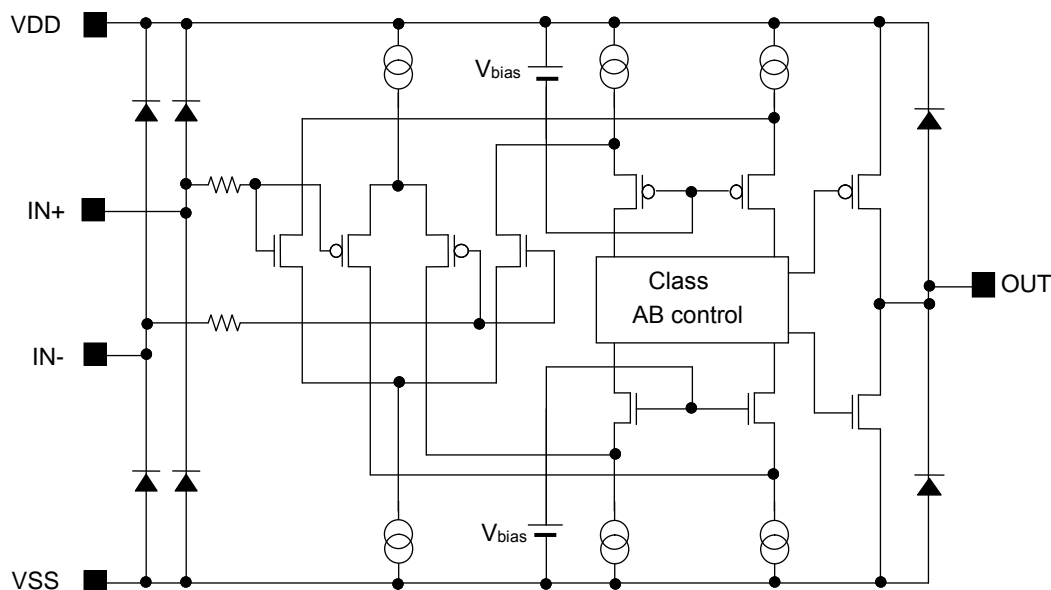 VDD
Vbias
IN+
Class
AB control
OUT
IN-
Vbias
VSS